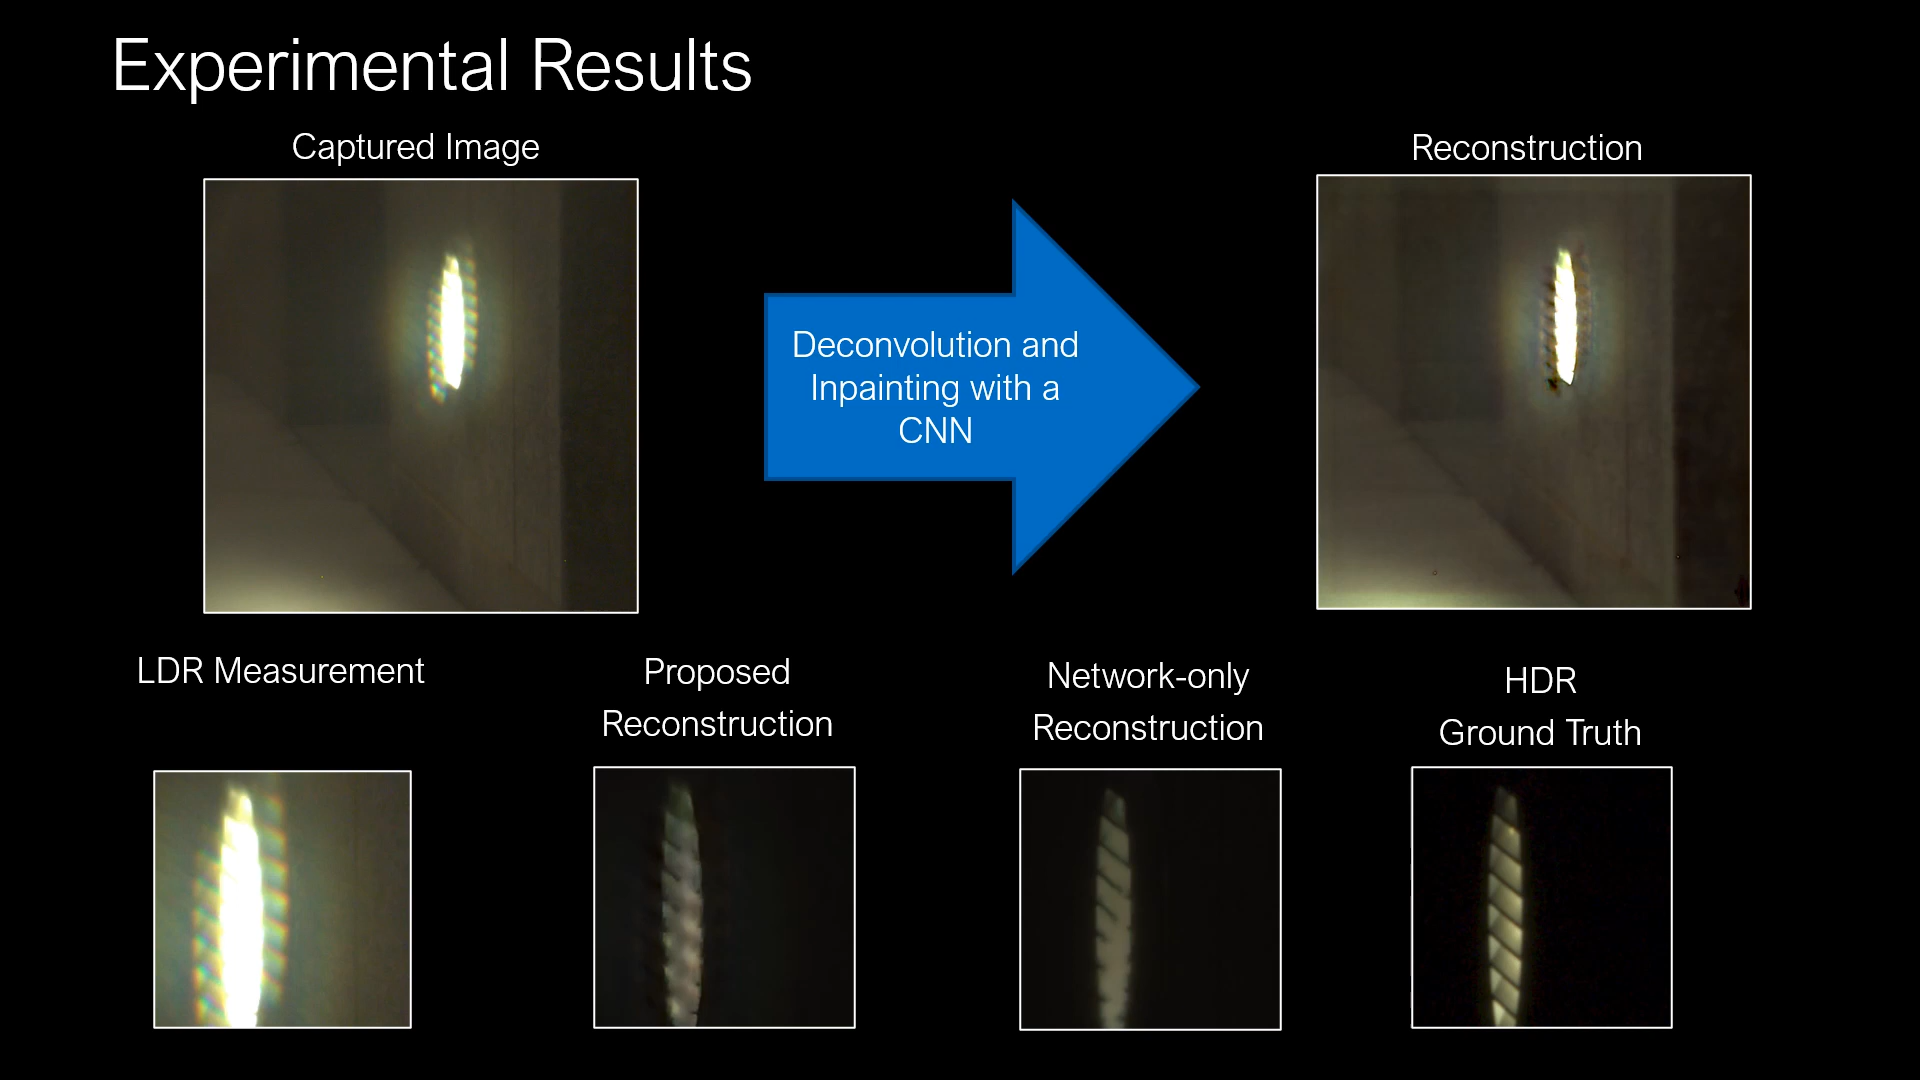 Experimental Results
Captured Image
Reconstruction
Deconvolution and
Inpainting with a
CNN
LDR Measurement
Proposed
Reconstruction
Network-only
Reconstruction
HDR
Ground Truth